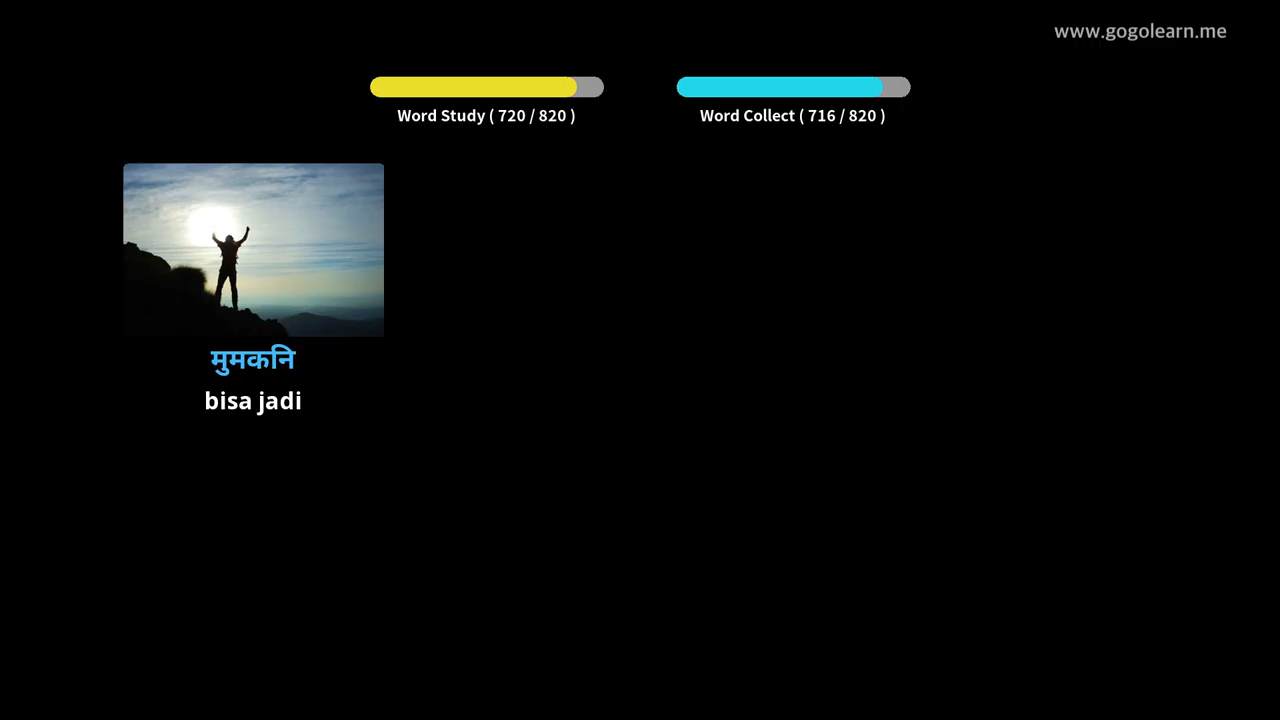 www.gogolearn.me
Word Study ( 720 / 820 )
Word Collect ( 716 / 820 )
मुमकनि
bisa jadi